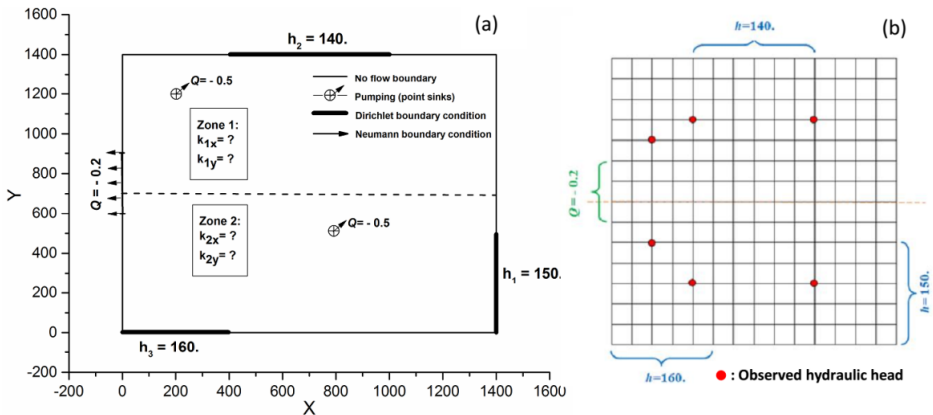 (a)
h₂ = 140.
1400
1200
1000
800
600
400
200
0
-200
Y
Q= - 0.5
No flow boundary
Pumping (point sinks)
Dirichlet boundary condition
Neumann boundary condition
Zone 1:
k₁ₓ= ?
k₁ᵧ= ?
Q= - 0.2
Zone 2:
k₂ₓ= ?
k₂ᵧ= ?
Q= - 0.5
h₁ = 150.
h₃ = 160.
-200
0
200
400
600
800
1000
1200
1400
1600
X
(b)
h=140.
Q= - 0.2
h=150.
h=160.
: Observed hydraulic head